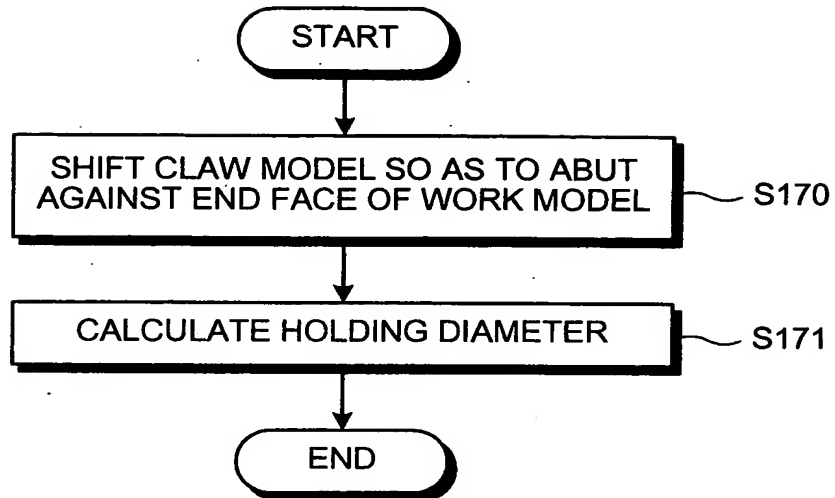 START
SHIFT CLAW MODEL SO AS TO ABUT
AGAINST END FACE OF WORK MODEL
S170
CALCULATE HOLDING DIAMETER
S171
END